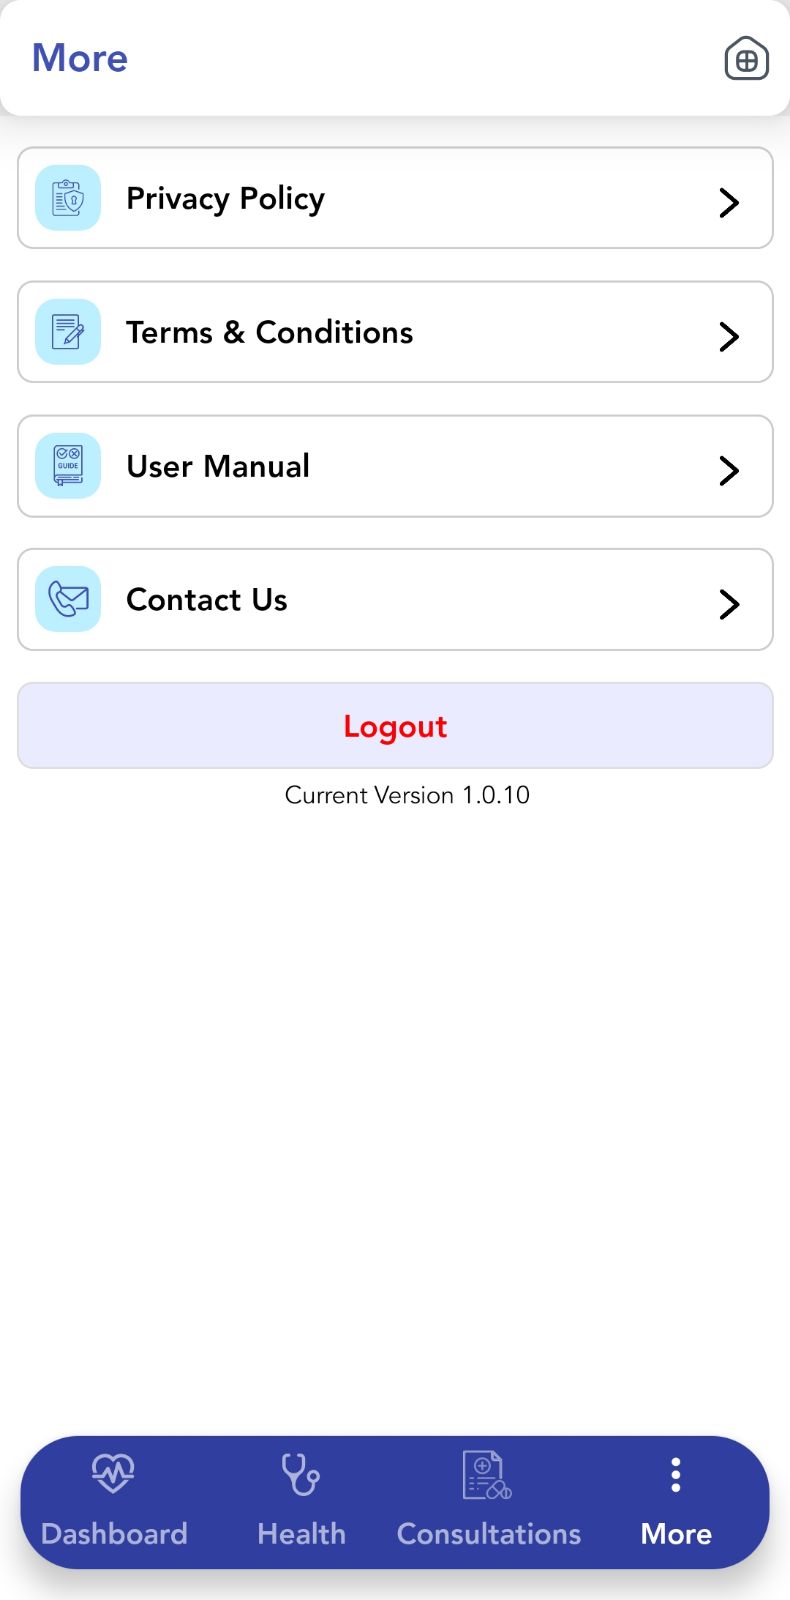 More
Privacy Policy
Terms & Conditions
GUIDE
User Manual
Contact Us
Logout
Current Version 1.0.10
Dashboard
Health
Consultations
More